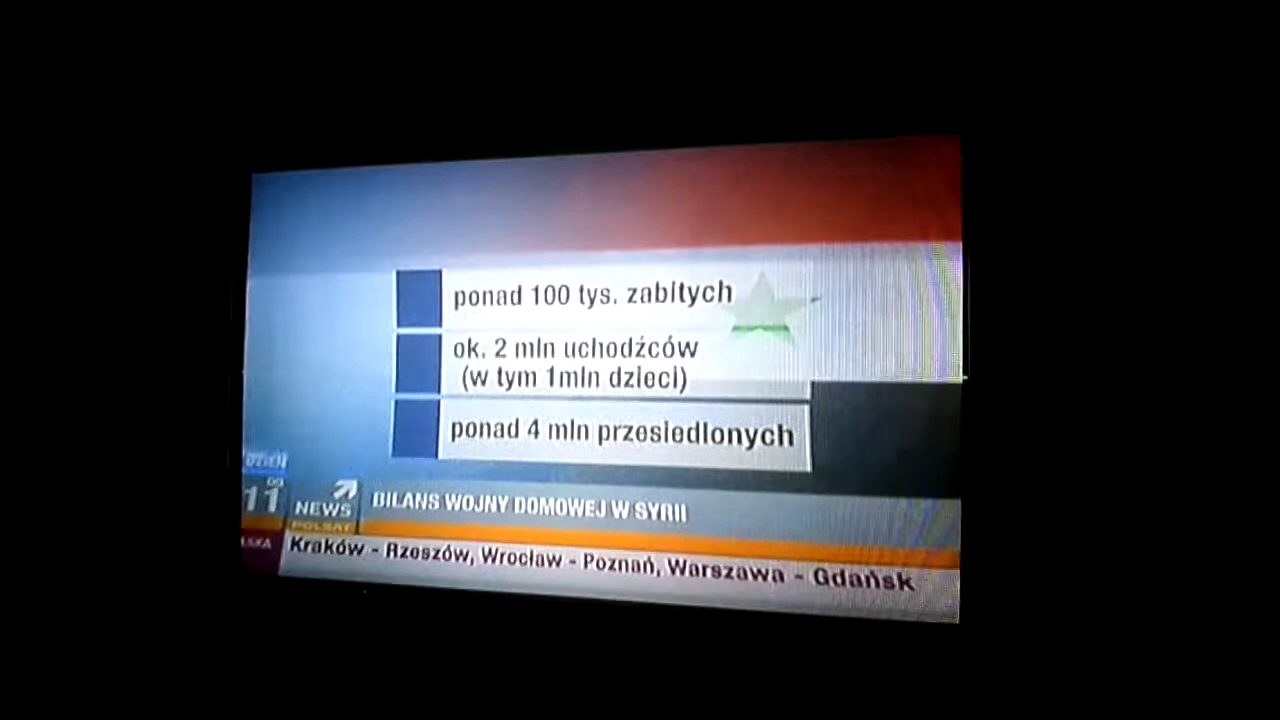 ponad 100 tys. zabitych
ok. 2 mln uchodźców
(w tym 1mln dzieci)
ponad 4 mln przesiedlonych
11
NEWS
POLSAT
BILANS WOJNY DOMOWEJ W SYRII
Kraków - Rzeszów, Wrocław - Poznań, Warszawa - Gdańsk